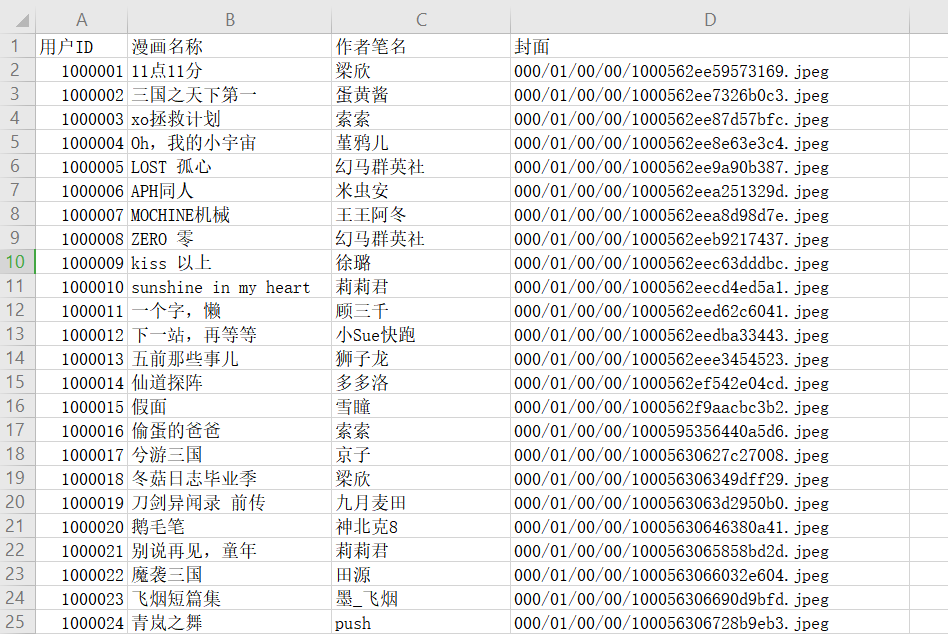 A B C D
1 用户ID 漫画名称 作者笔名 封面
2 1000001 11点11分 梁欣 000/01/00/00/1000562ee59573169.jpeg
3 1000002 三国之天下第一 蛋黄酱 000/01/00/00/1000562ee7326b0c3.jpeg
4 1000003 xo拯救计划 索索 000/01/00/00/1000562ee87d57bfc.jpeg
5 1000004 Oh，我的小宇宙 堇鸦儿 000/01/00/00/1000562ee8e63e3c4.jpeg
6 1000005 LOST 孤心 幻马群英社 000/01/00/00/1000562ee9a90b387.jpeg
7 1000006 APH同人 米虫安 000/01/00/00/1000562eea251329d.jpeg
8 1000007 MOCHINE机械 王王阿冬 000/01/00/00/1000562eea8d98d7e.jpeg
9 1000008 ZERO 零 幻马群英社 000/01/00/00/1000562eeb9217437.jpeg
10 1000009 kiss 以上 徐璐 000/01/00/00/1000562eec63dddbc.jpeg
11 1000010 sunshine in my heart 莉莉君 000/01/00/00/1000562eecd4ed5a1.jpeg
12 1000011 一个字，懒 顾三千 000/01/00/00/1000562eed62c6041.jpeg
13 1000012 下一站，再等等 小Sue快跑 000/01/00/00/1000562eedba33443.jpeg
14 1000013 五前那些事儿 狮子龙 000/01/00/00/1000562eee3454523.jpeg
15 1000014 仙道探阵 多多洛 000/01/00/00/1000562ef542e04cd.jpeg
16 1000015 假面 雪瞳 000/01/00/00/1000562f9aacbc3b2.jpeg
17 1000016 偷蛋的爸爸 索索 000/01/00/00/1000595356440a5d6.jpeg
18 1000017 兮游三国 京子 000/01/00/00/1000560630627c27008.jpeg
19 1000018 冬菇日志毕业季 梁欣 000/01/00/00/100056306349dff29.jpeg
20 1000019 刀剑异闻录 前传 九月麦田 000/01/00/00/1000563063d2950b0.jpeg
21 1000020 鹅毛笔 神北克8 000/01/00/00/10005630646380a41.jpeg
22 1000021 别说再见，童年 莉莉君 000/01/00/00/1000563065858bd2d.jpeg
23 1000022 魔袭三国 田源 000/01/00/00/1000563066032e604.jpeg
24 1000023 飞烟短篇集 墨_飞烟 000/01/00/00/100056306690d9bfd.jpeg
25 1000024 青岚之舞 push 000/01/00/00/100056306728b9eb3.jpeg